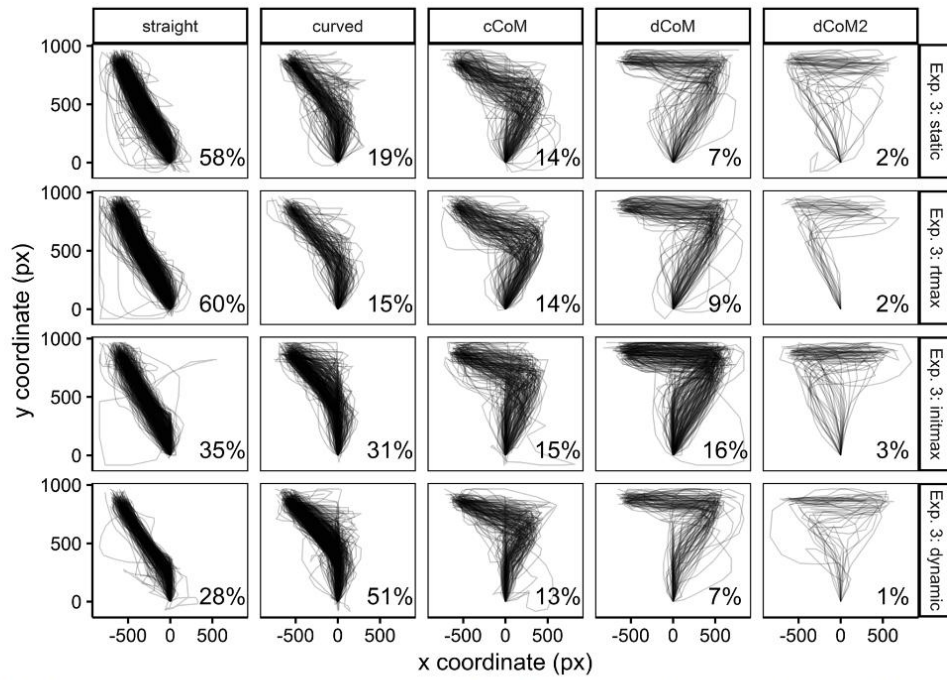 straight curved cCoM dCoM dCoM2
1000
500
0
58% 19% 14% 7% 2%
Exp. 3: static
1000
500
0
60% 15% 14% 9% 2%
Exp. 3: rtmax
1000
500
0
35% 31% 15% 16% 3%
Exp. 3: initmax
1000
500
0
28% 51% 13% 7% 1%
Exp. 3: dynamic
y coordinate (px)
-500 0 500 -500 0 500 -500 0 500 -500 0 500 -500 0 500
x coordinate (px)